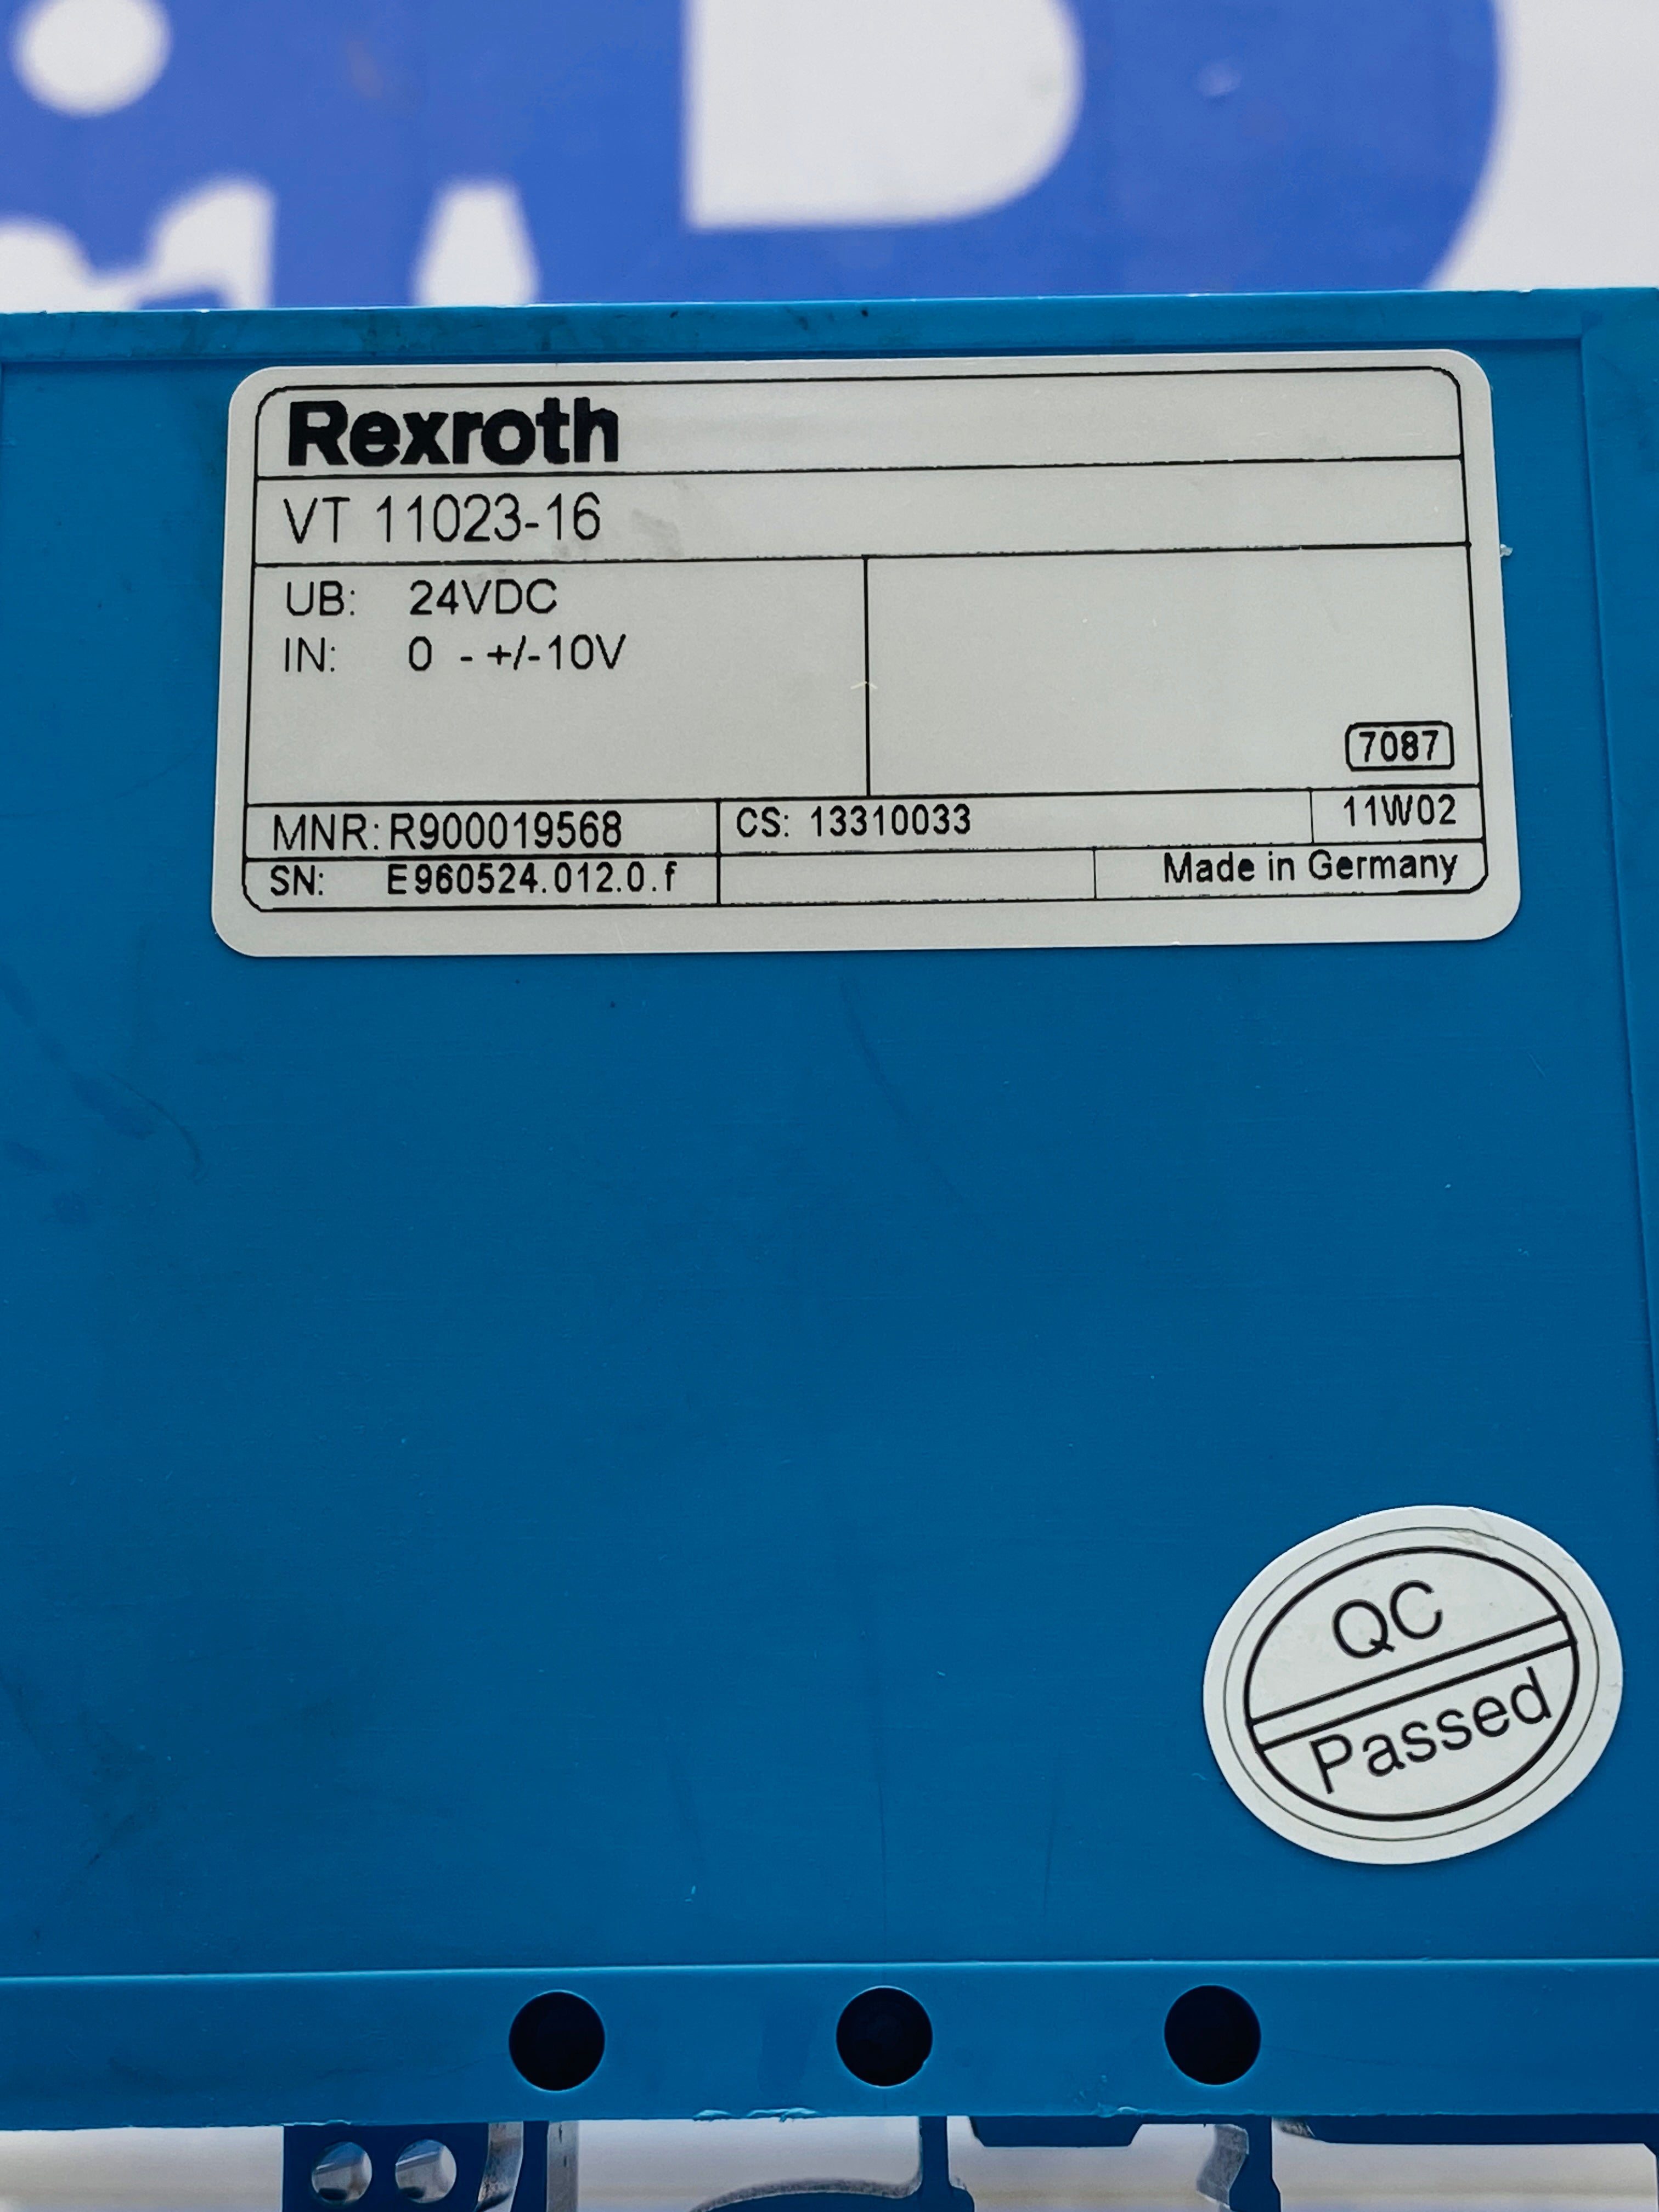 Rexroth
VT 11023-16
UB: 24VDC
IN: 0 - +/-10V
7087
MNR: R900019568 CS: 13310033 11W02
SN: E960524.012.0.f Made in Germany
QC
Passed